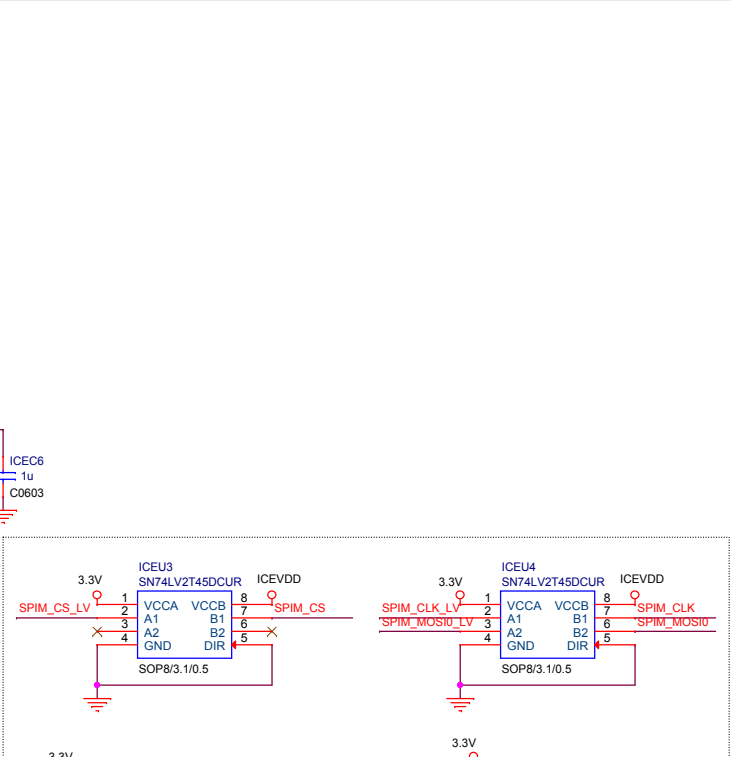 ICEC6
1u
C0603
ICEU3
SN74LV2T45DCUR
3.3V
ICEVDD
SPIM_CS_LV
1
2
3
4
VCCA
A1
A2
GND
VCCB
B1
B2
DIR
8
7
6
5
SPIM_CS
SOP8/3.1/0.5
ICEU4
SN74LV2T45DCUR
3.3V
ICEVDD
SPIM_CLK_LV
SPIM_MOSI0_LV
1
2
3
4
VCCA
A1
A2
GND
VCCB
B1
B2
DIR
8
7
6
5
SPIM_CLK
SPIM_MOSI0
SOP8/3.1/0.5
3.3V
3.3V